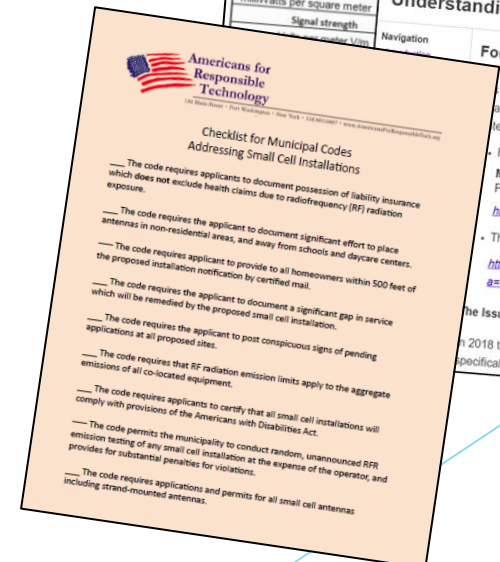 Milliwatts per square meter
Signal strength
Understandi
Navigation
Fo
Americans for
Responsible
Technology
Checklist for Municipal Codes
Addressing Small Cell Installations
___ The code requires applicants to document possession of liability insurance
which does not exclude health claims due to radiofrequency (RF) radiation
exposure.
___ The code requires the applicant to document significant effort to place
antennas in non-residential areas, and away from schools and daycare centers.
___ The code requires the applicant to provide to all homeowners within 500 feet of
the proposed installation notification by certified mail.
___ The code requires the applicant to document a significant gap in service
which will be remedied by the proposed small cell installation.
___ The code requires the applicant to post conspicuous signs of pending
applications at all proposed sites.
___ The code requires that RF radiation emission limits apply to the aggregate
emissions of all co-located equipment.
___ The code requires applicants to certify that all small cell installations will
comply with provisions of the Americans with Disabilities Act.
___ The code permits the municipality to conduct random, unannounced RFR
emission testing of any small cell installation at the expense of the operator, and
provides for substantial penalties for violations.
___ The code requires applications and permits for all small cell antennas
including strand-mounted antennas.
Th
htt
a=
he Issu
n 2018 t
specifical